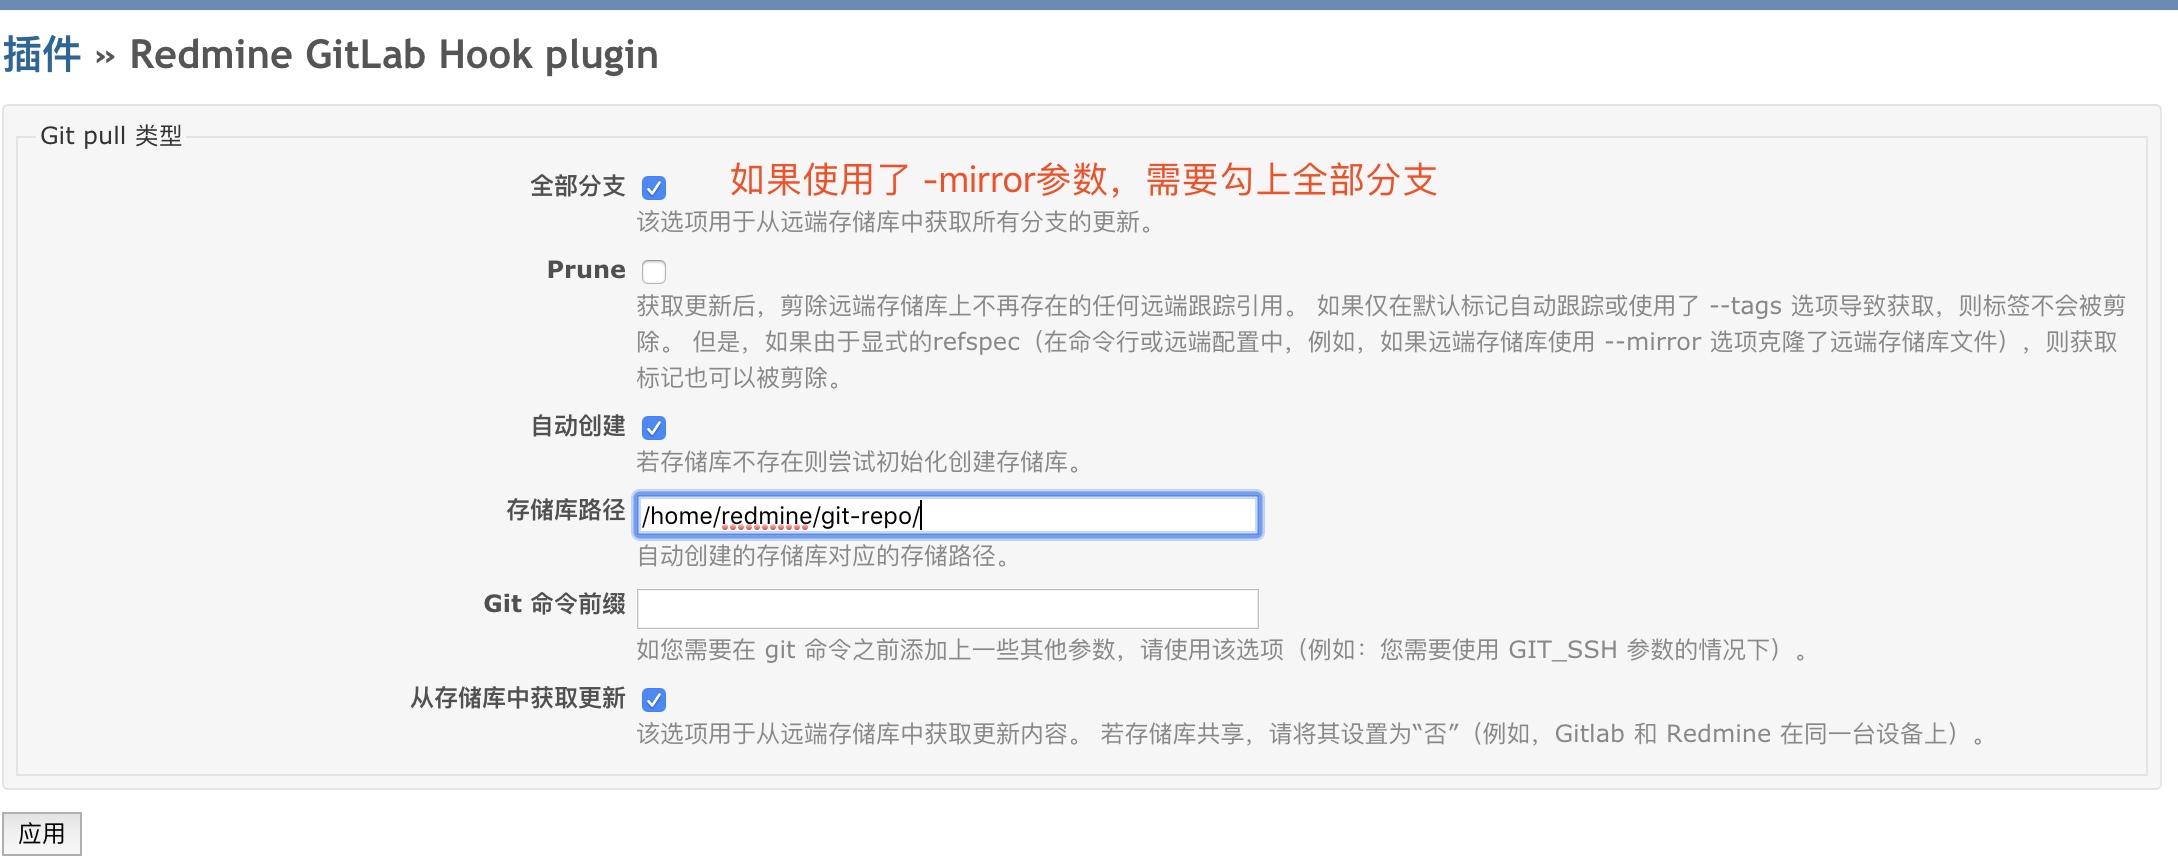 插件 » Redmine GitLab Hook plugin
Git pull 类型
全部分支 如果使用了 -mirror参数，需要勾上全部分支
该选项用于从远端存储库中获取所有分支的更新。
Prune
获取更新后，剪除远端存储库上不再存在的任何远端跟踪引用。 如果仅在默认标记自动跟踪或使用了 --tags 选项导致获取，则标签不会被剪
除。 但是，如果由于显式的refspec（在命令行或远端配置中，例如，如果远端存储库使用 --mirror 选项克隆了远端存储库文件），则获取
标记也可以被剪除。
自动创建
若存储库不存在则尝试初始化创建存储库。
存储库路径 /home/redmine/git-repo/
自动创建的存储库对应的存储路径。
Git 命令前缀
如您需要在 git 命令之前添加上一些其他参数，请使用该选项（例如：您需要使用 GIT_SSH 参数的情况下）。
从存储库中获取更新
该选项用于从远端存储库中获取更新内容。 若存储库共享，请将其设置为“否”（例如，Gitlab 和 Redmine 在同一台设备上）。
应用